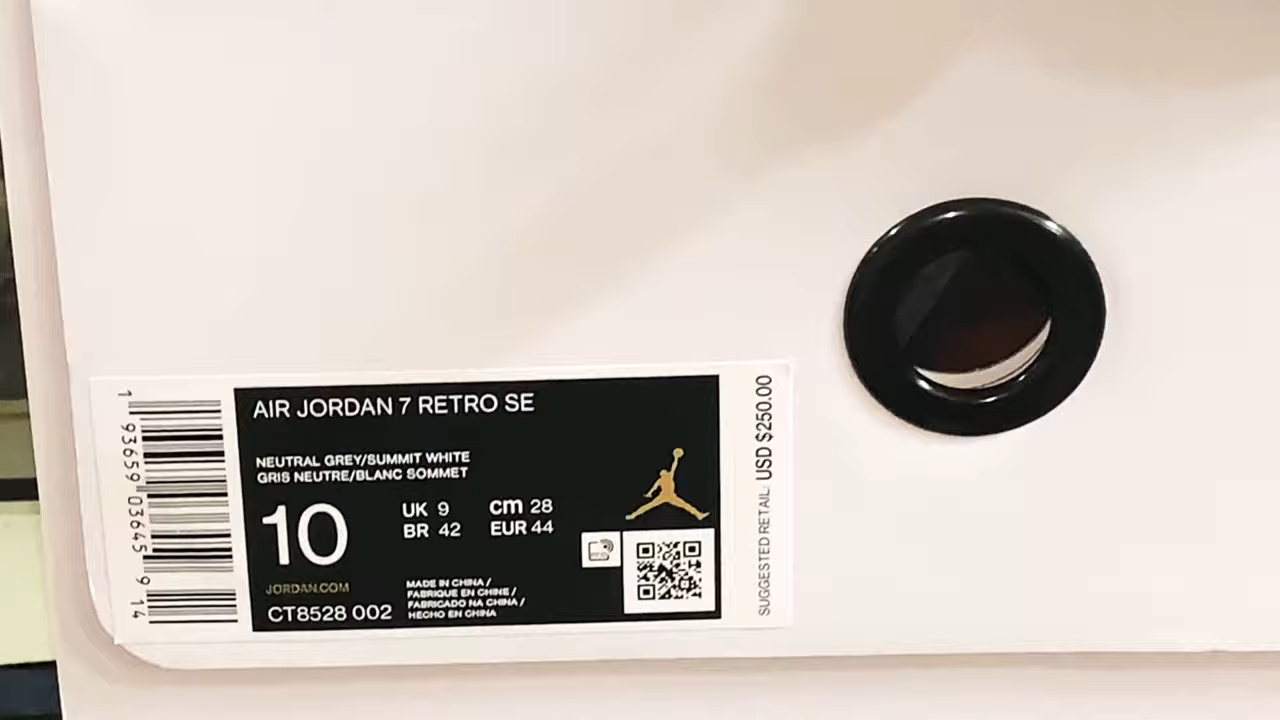 AIR JORDAN 7 RETRO SE
NEUTRAL GREY/SUMMIT WHITE
GRIS NEUTRE/BLANC SOMMET
10
UK 9
cm 28
BR 42
EUR 44
JORDAN.COM
CT8528 002
MADE IN CHINA /
FABRIQUE EN CHINE /
FABRICADO NA CHINA /
HECHO EN CHINA
1 93659 03645 9 14
SUGGESTED RETAIL: USD $250.00